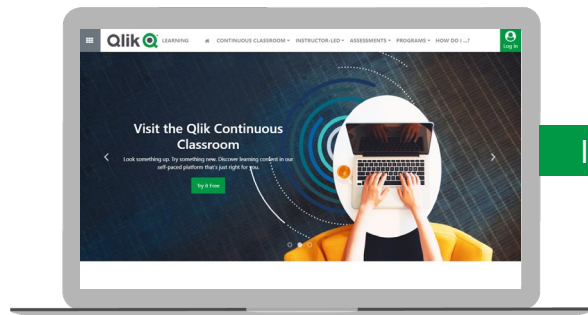 Qlik LEARNING CONTINUOUS CLASSROOM INSTRUCTOR-LED ASSESSMENTS PROGRAMS HOW DO I ...? Log In
Visit the Qlik Continuous
Classroom
Look something up. Try something new. Discover learning content in our
self-paced platform that's just right for you.
Try It Free